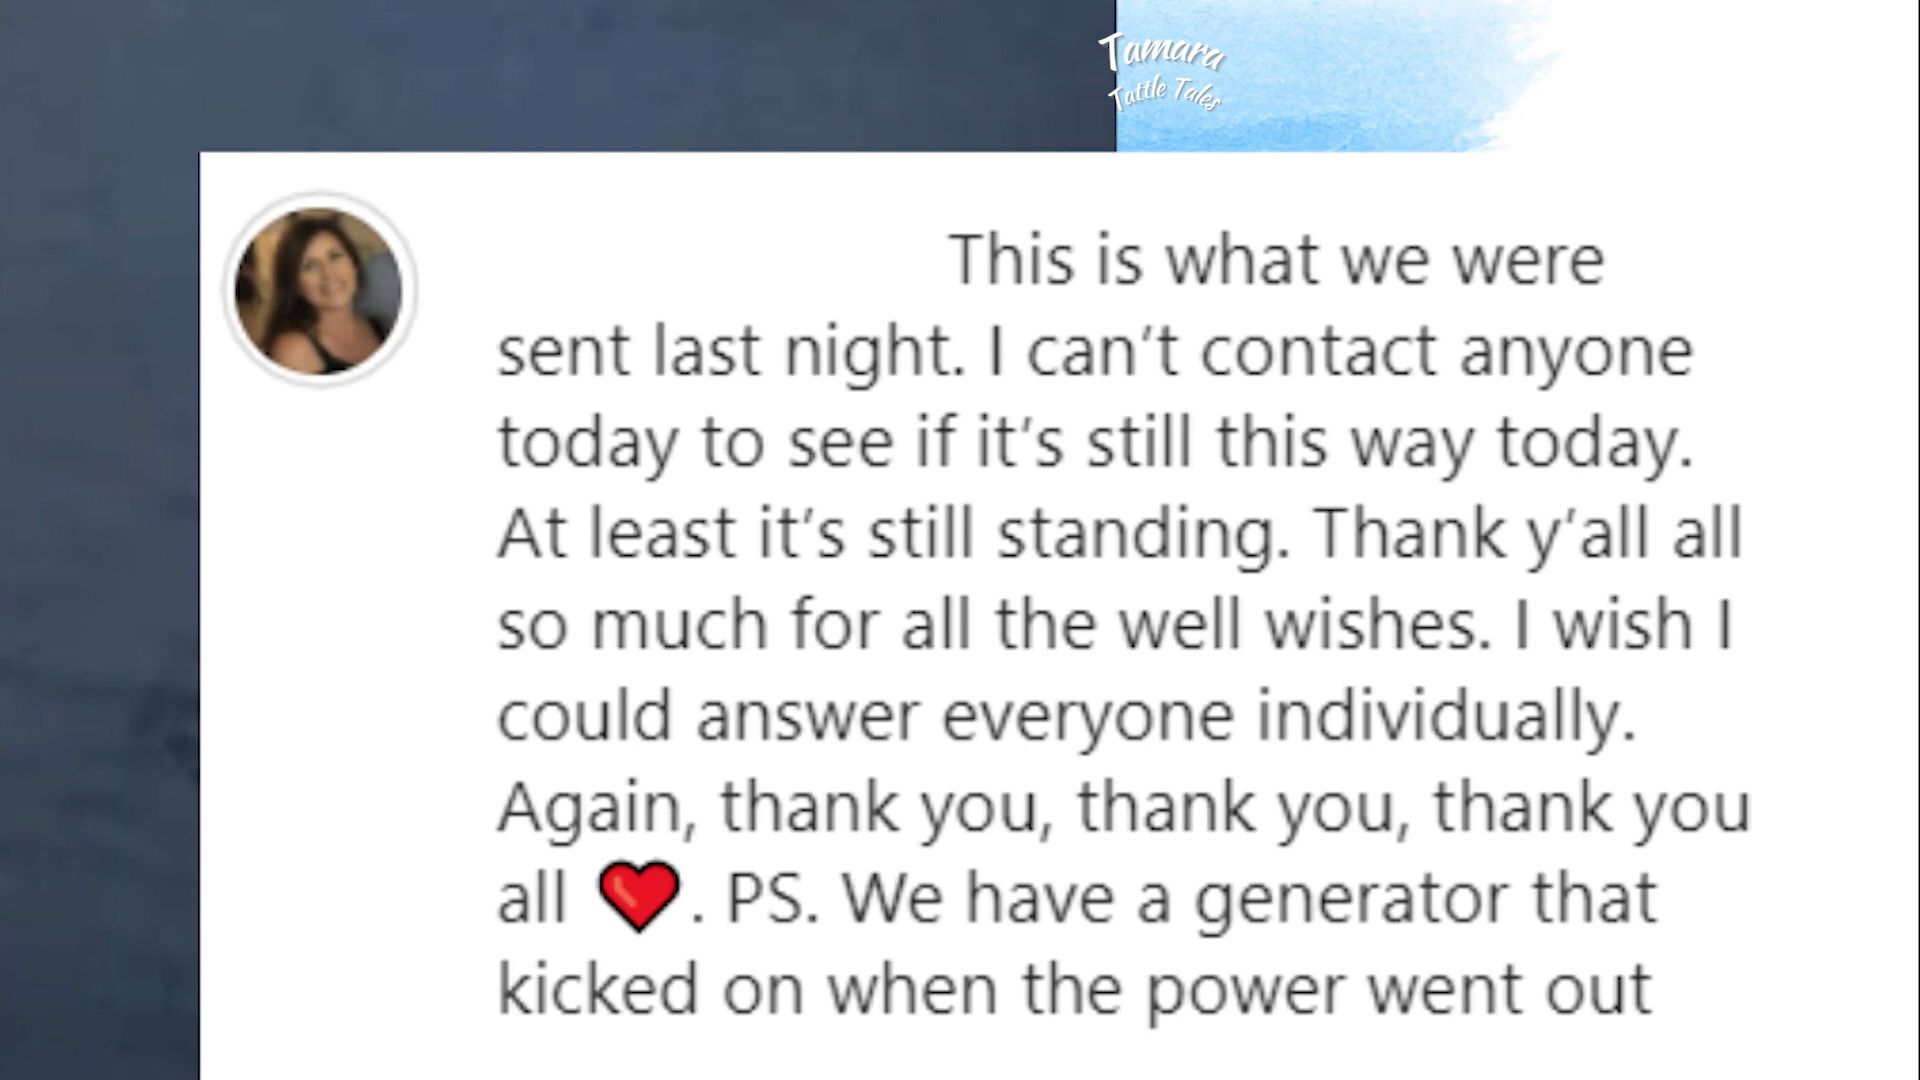 Tamara
Tattle Tales
This is what we were
sent last night. I can’t contact anyone
today to see if it’s still this way today.
At least it’s still standing. Thank y’all all
so much for all the well wishes. I wish I
could answer everyone individually.
Again, thank you, thank you, thank you
all ❤️. PS. We have a generator that
kicked on when the power went out